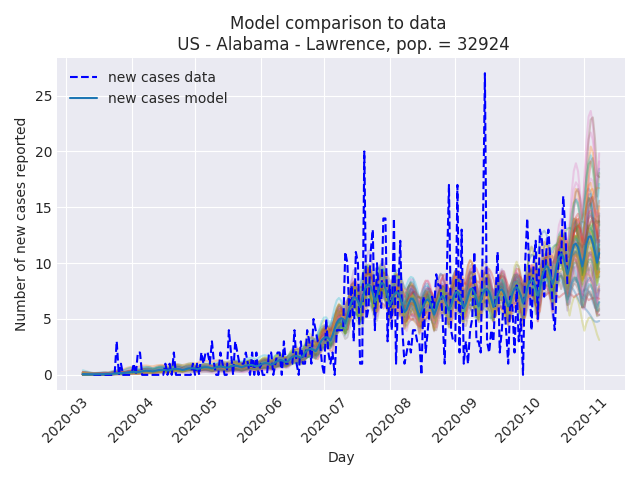 Model comparison to data
US - Alabama - Lawrence, pop. = 32924
new cases data
new cases model
Number of new cases reported
25
20
15
10
5
0
2020-03
2020-04
2020-05
2020-06
2020-07
2020-08
2020-09
2020-10
2020-11
Day